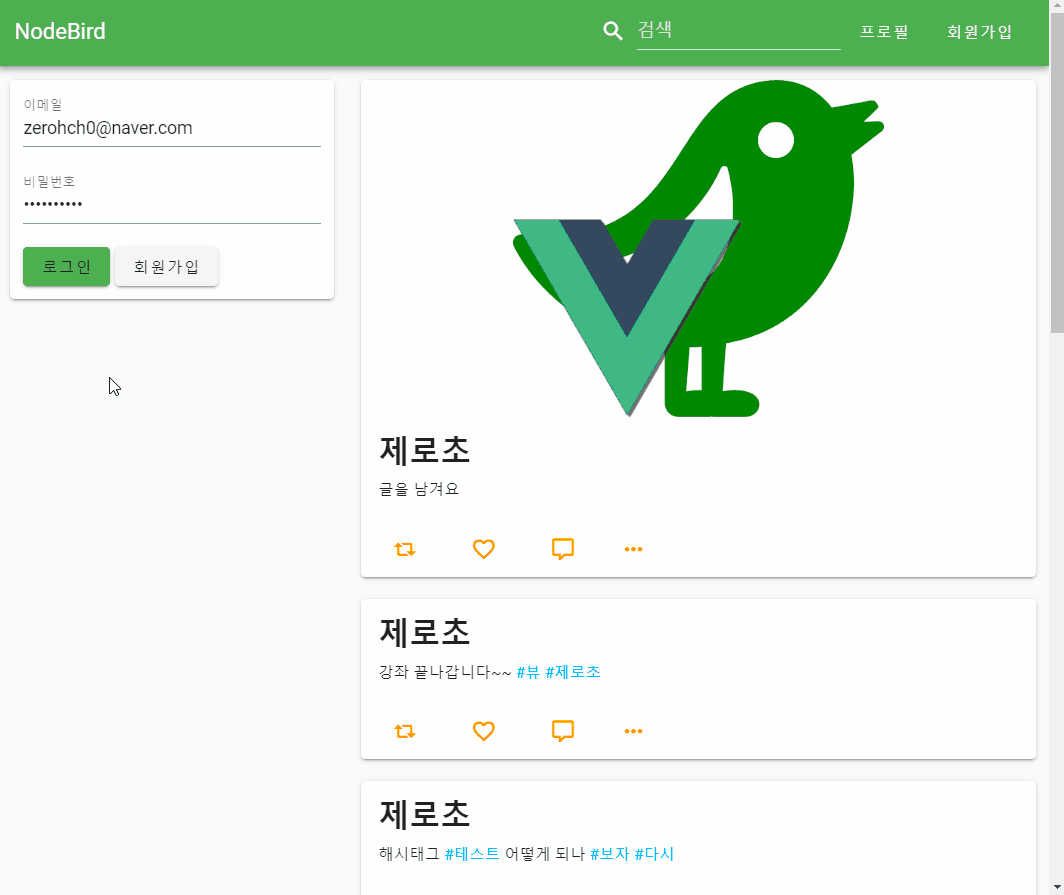 NodeBird
검색
프로필
회원가입
이메일
zerohch0@naver.com
비밀번호
••••••••••
로그인
회원가입
제로초
글을 남겨요
제로초
강좌 끝나갑니다~~ #뷰 #제로초
제로초
해시태그 #테스트 어떻게 되나 #보자 #다시